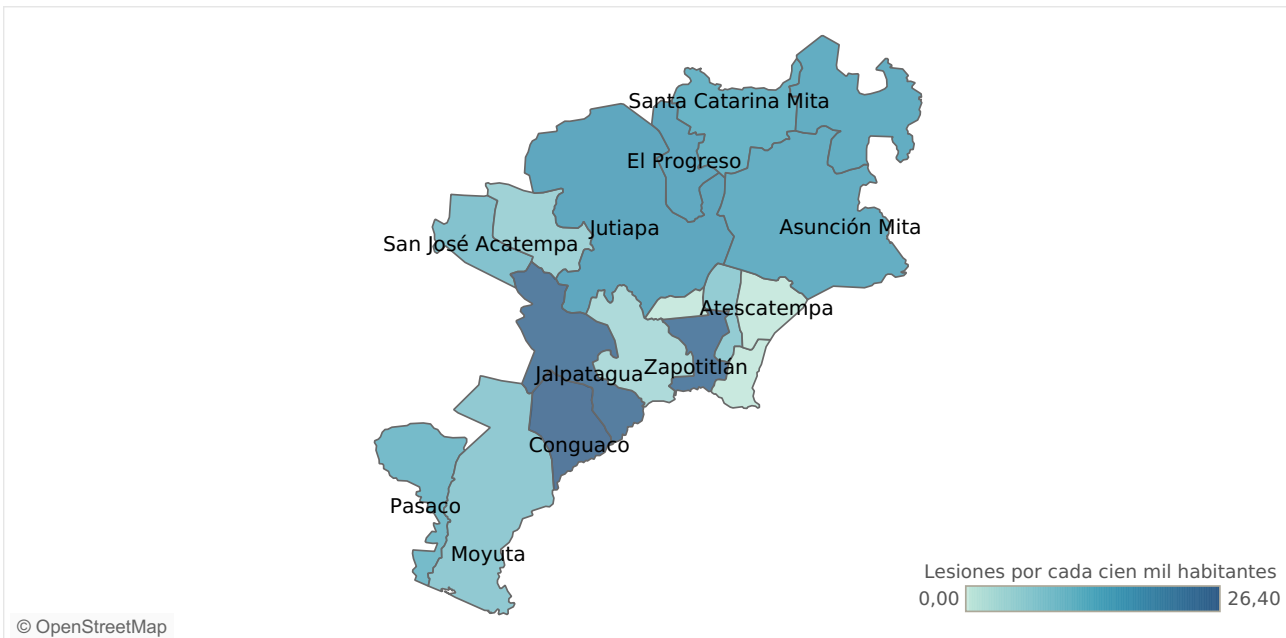 Santa Catarina Mita
El Progreso
Jutiapa
Asunción Mita
San José Acatempa
Atescatempa
Zapotitlán
Jalpatagua
Conguaco
Pasaco
Moyuta
Lesiones por cada cien mil habitantes
0,00 26,40
© OpenStreetMap